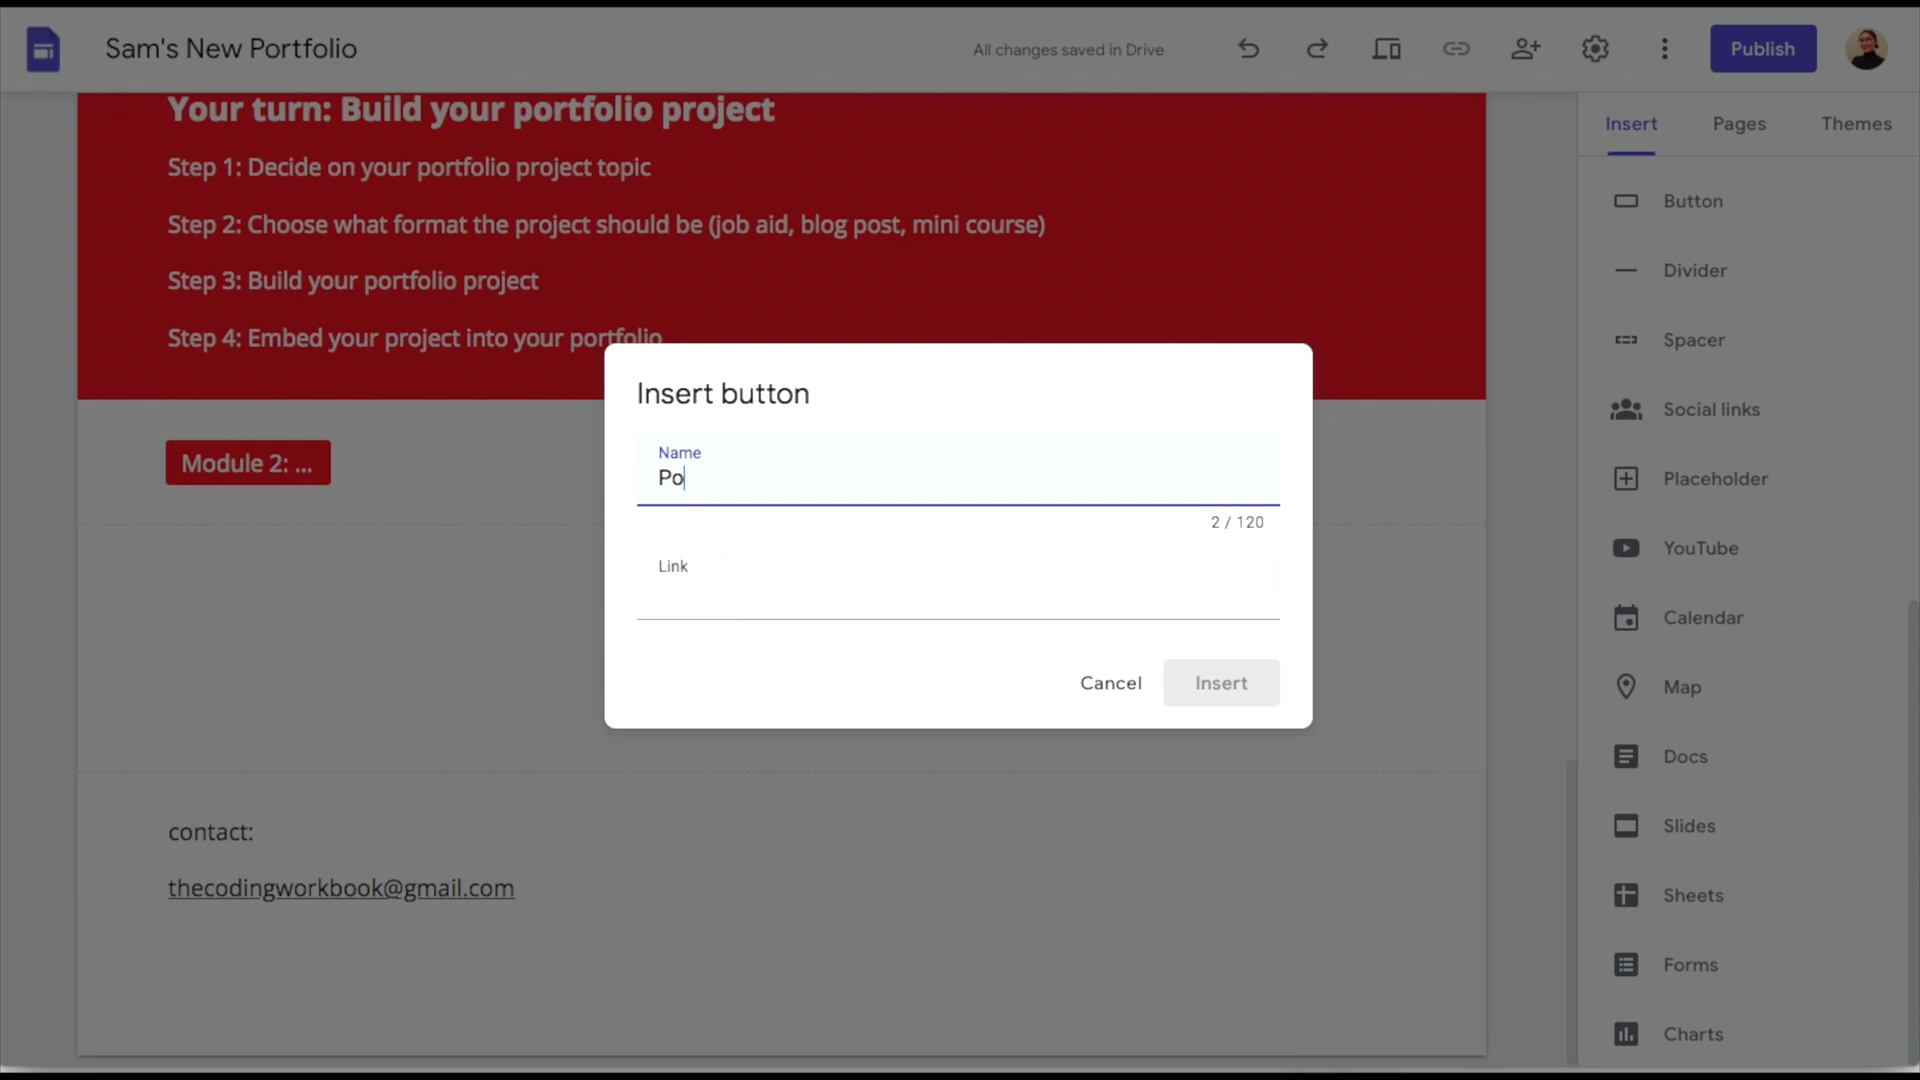 Sam's New Portfolio
All changes saved in Drive
Publish
Insert
Pages
Themes
Your turn: Build your portfolio project
Step 1: Decide on your portfolio project topic
Step 2: Choose what format the project should be (job aid, blog post, mini course)
Step 3: Build your portfolio project
Step 4: Embed your project into your portfolio
Module 2: ...
contact:
thecodingworkbook@gmail.com
Insert button
Name
Po
2 / 120
Link
Cancel
Insert
Button
Divider
Spacer
Social links
Placeholder
YouTube
Calendar
Map
Docs
Slides
Sheets
Forms
Charts